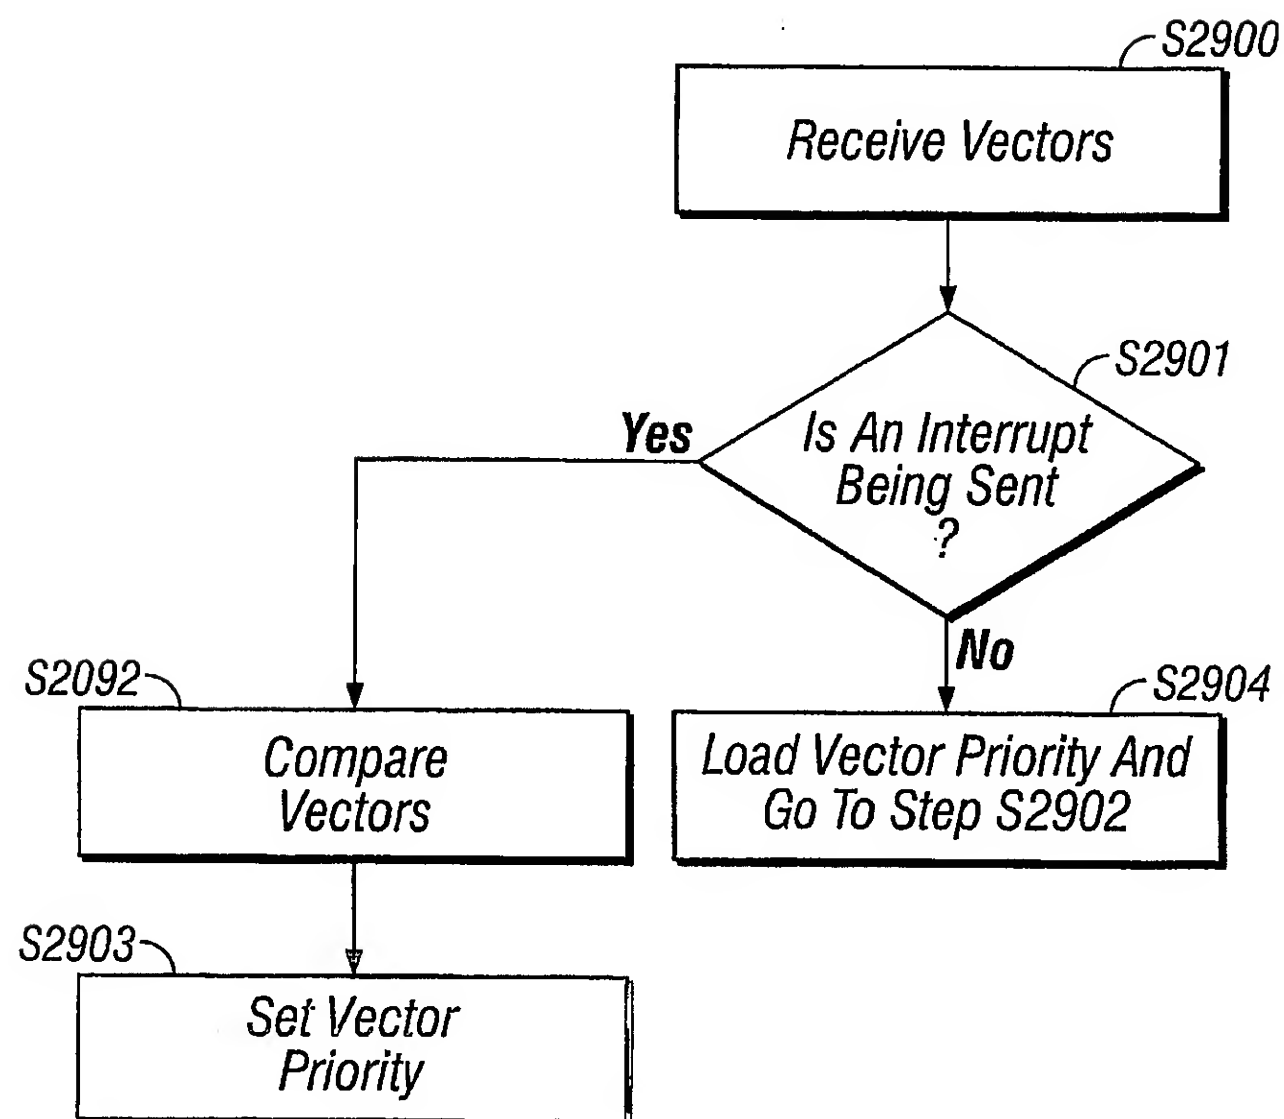 S2900
Receive Vectors
S2901
Is An Interrupt
Being Sent
?
Yes
No
S2092
Compare
Vectors
S2904
Load Vector Priority And
Go To Step S2902
S2903
Set Vector
Priority